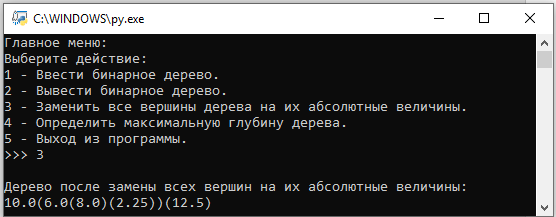 C:\WINDOWS\py.exe
Главное меню:
Выберите действие:
1 - Ввести бинарное дерево.
2 - Вывести бинарное дерево.
3 - Заменить все вершины дерева на их абсолютные величины.
4 - Определить максимальную глубину дерева.
5 - Выход из программы.
>>> 3
Дерево после замены всех вершин на их абсолютные величины:
10.0(6.0(8.0)(2.25))(12.5)